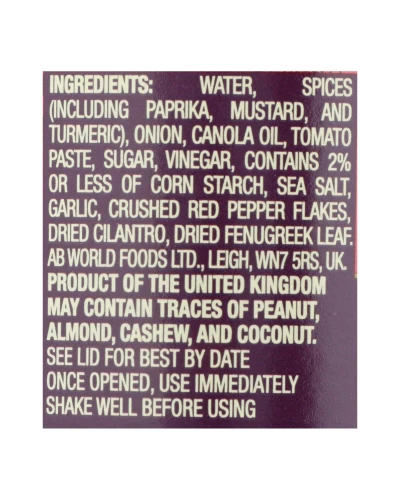 INGREDIENTS: WATER, SPICES
(INCLUDING PAPRIKA, MUSTARD, AND
TURMERIC), ONION, CANOLA OIL, TOMATO
PASTE, SUGAR, VINEGAR, CONTAINS 2%
OR LESS OF CORN STARCH, SEA SALT,
GARLIC, CRUSHED RED PEPPER FLAKES,
DRIED CILANTRO, DRIED FENUGREEK LEAF.
AB WORLD FOODS LTD., LEIGH, WN7 5RS, UK.
PRODUCT OF THE UNITED KINGDOM
MAY CONTAIN TRACES OF PEANUT,
ALMOND, CASHEW, AND COCONUT.
SEE LID FOR BEST BY DATE
ONCE OPENED, USE IMMEDIATELY
SHAKE WELL BEFORE USING